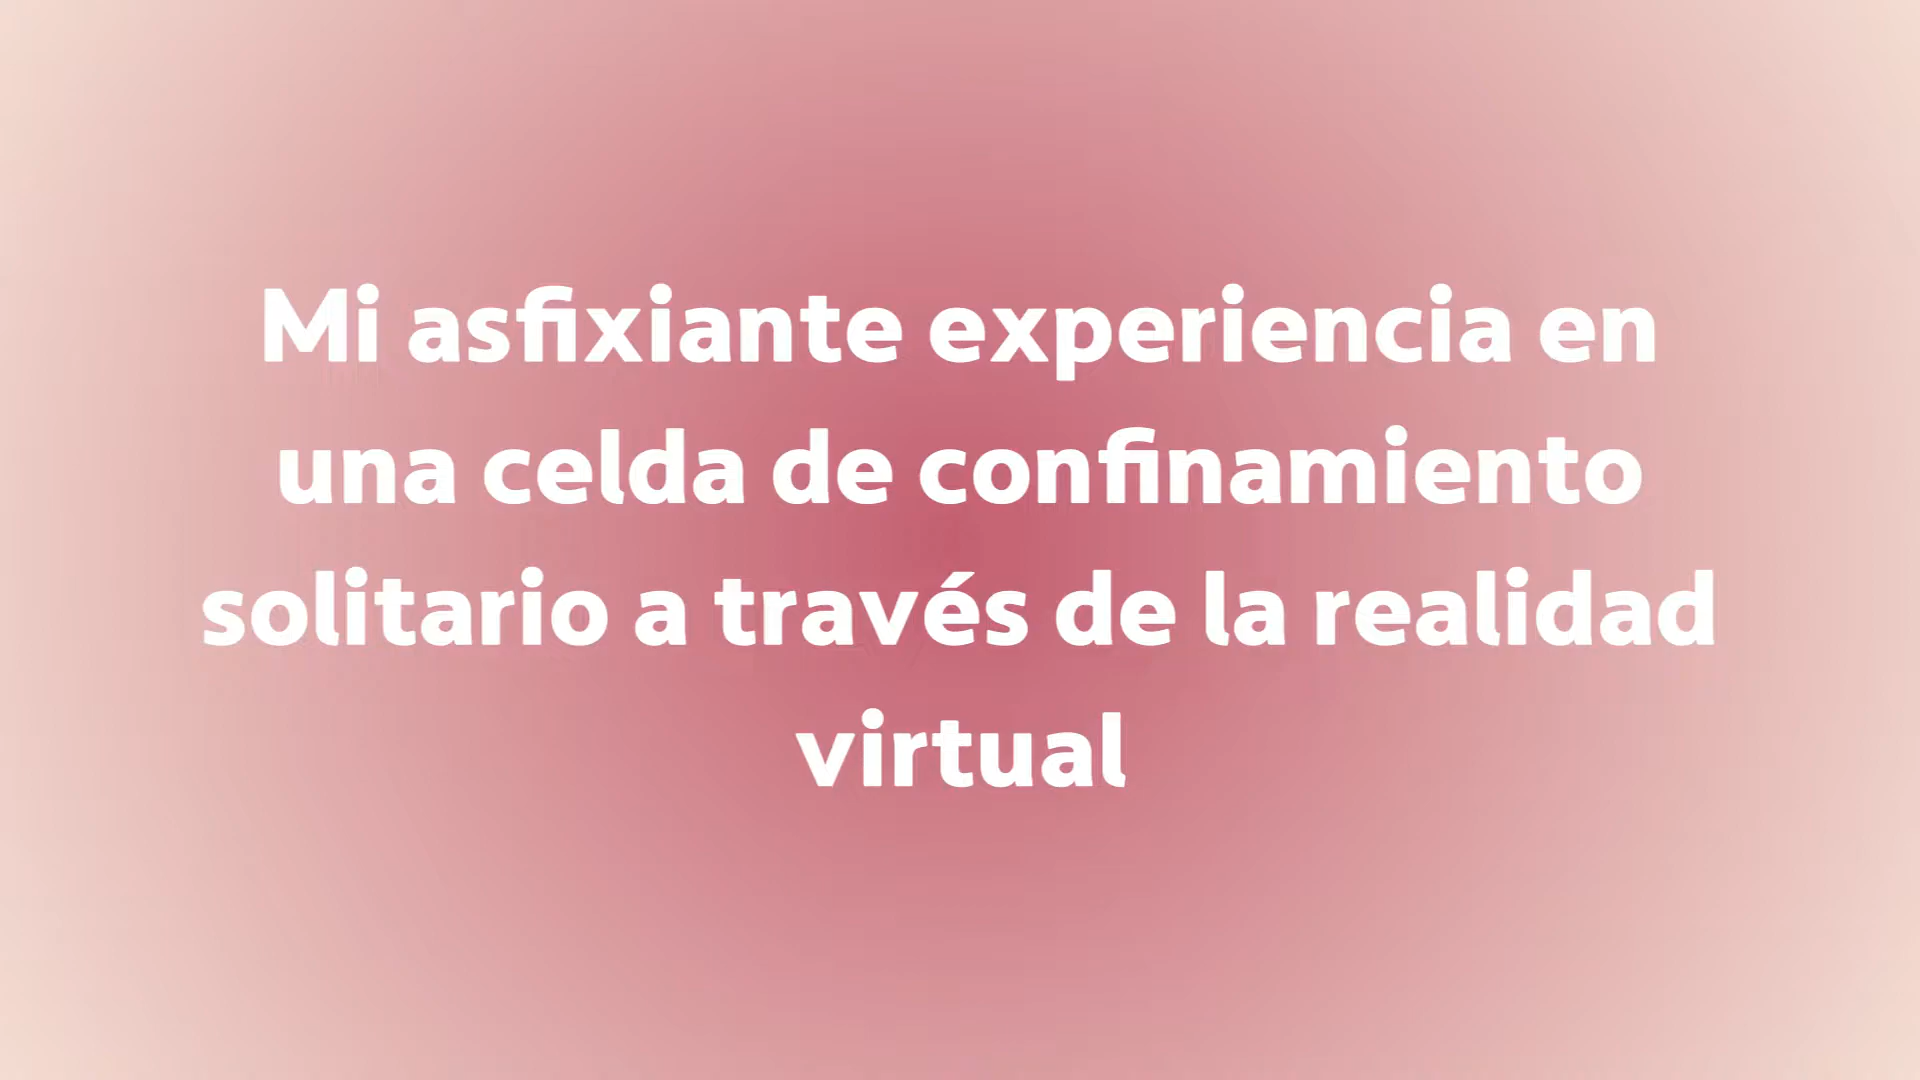 Mi asfixiante experiencia en
una celda de confinamiento
solitario a través de la realidad
virtual